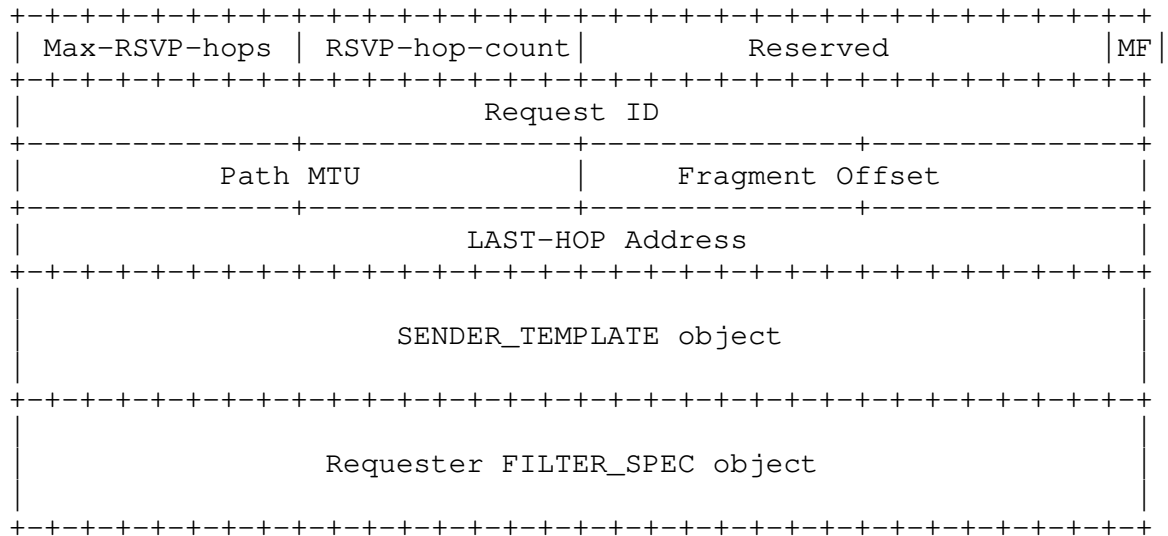 Max-RSVP-hops | RSVP-hop-count| Reserved |MF|
Request ID
Path MTU | Fragment Offset
LAST-HOP Address
SENDER_TEMPLATE object
Requester FILTER_SPEC object